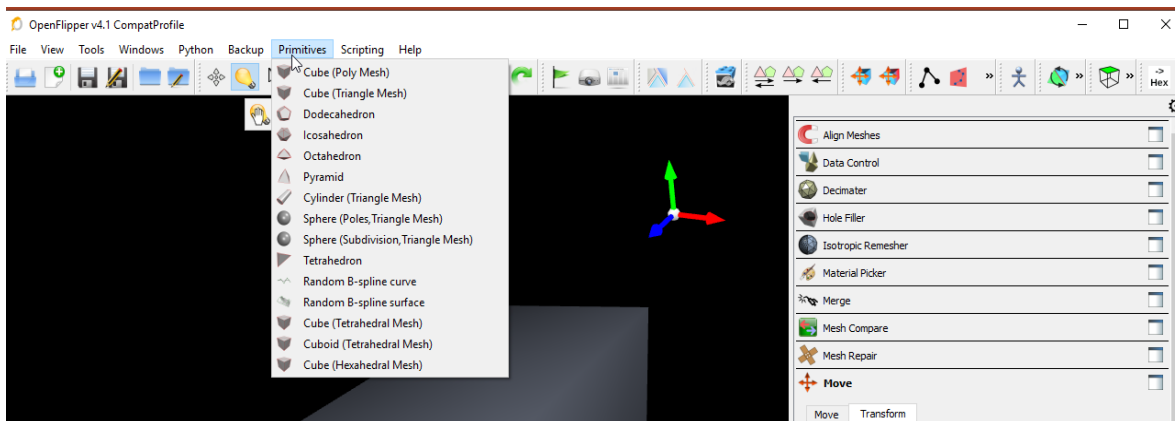 OpenFlipper v4.1 CompatProfile
File View Tools Windows Python Backup Primitives Scripting Help
Cube (Poly Mesh)
Cube (Triangle Mesh)
Dodecahedron
Icosahedron
Octahedron
Pyramid
Cylinder (Triangle Mesh)
Sphere (Poles,Triangle Mesh)
Sphere (Subdivision,Triangle Mesh)
Tetrahedron
Random B-spline curve
Random B-spline surface
Cube (Tetrahedral Mesh)
Cuboid (Tetrahedral Mesh)
Cube (Hexahedral Mesh)
» » » -> Hex
Align Meshes
Data Control
Decimater
Hole Filler
Isotropic Remesher
Material Picker
Merge
Mesh Compare
Mesh Repair
Move
Move Transform